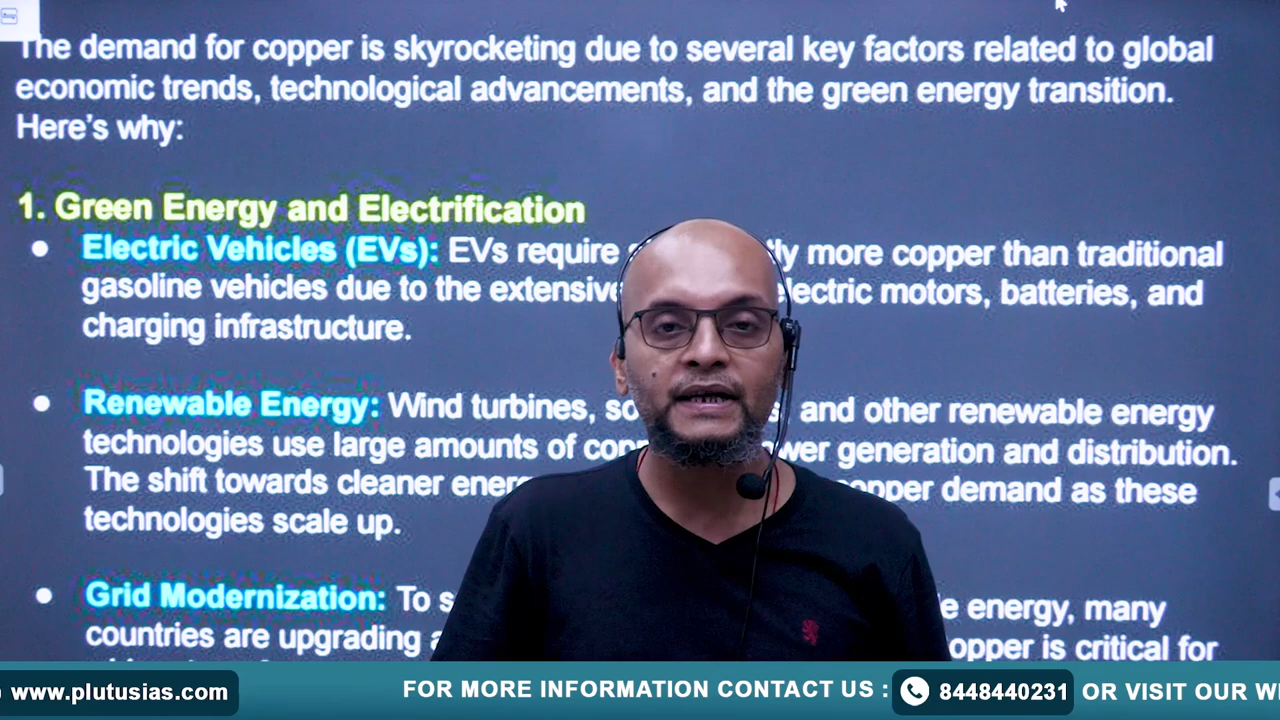 The demand for copper is skyrocketing due to several key factors related to global
economic trends, technological advancements, and the green energy transition.
Here's why:
1. Green Energy and Electrification
● Electric Vehicles (EVs): EVs require more copper than traditional
gasoline vehicles due to the extensive electric motors, batteries, and
charging infrastructure.
● Renewable Energy: Wind turbines, and other renewable energy
technologies use large amounts of generation and distribution.
The shift towards cleaner demand as these
technologies scale up.
● Grid Modernization: To energy, many
countries are upgrading is critical for
www.plutusias.com FOR MORE INFORMATION CONTACT US : 8448440231 OR VISIT OUR